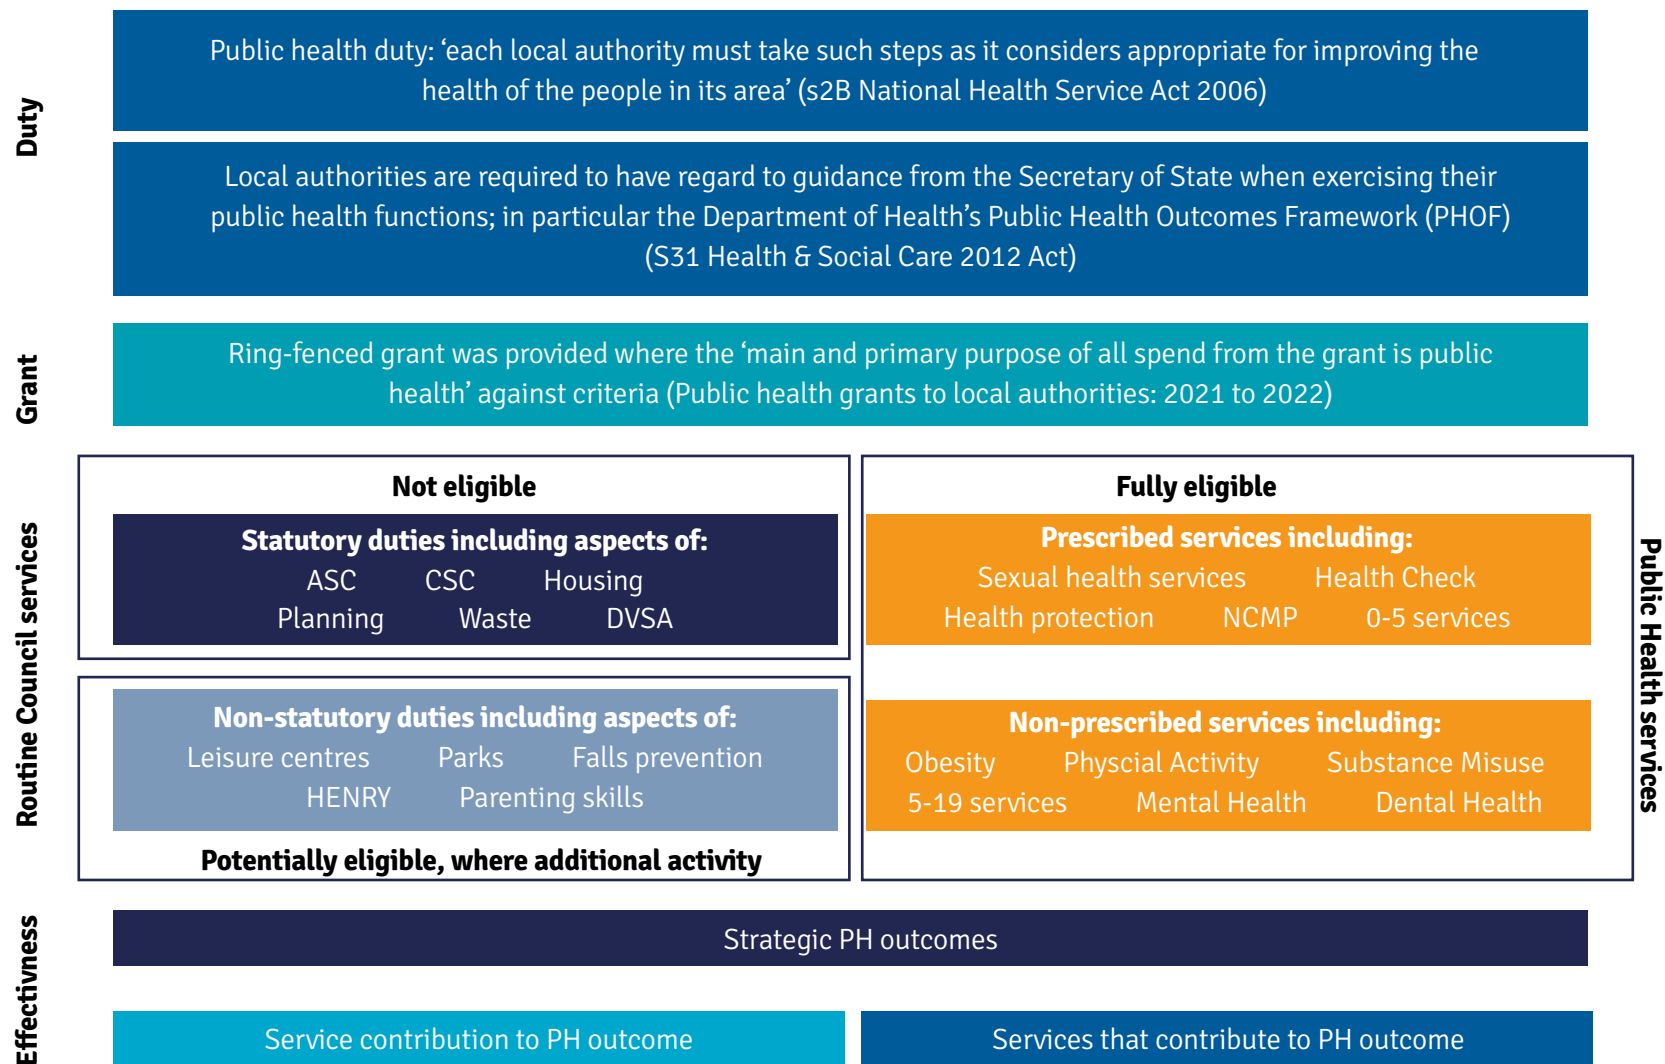 Duty
Public health duty: ‘each local authority must take such steps as it considers appropriate for improving the
health of the people in its area’ (s2B National Health Service Act 2006)
Local authorities are required to have regard to guidance from the Secretary of State when exercising their
public health functions; in particular the Department of Health’s Public Health Outcomes Framework (PHOF)
(S31 Health & Social Care 2012 Act)
Grant
Ring-fenced grant was provided where the ‘main and primary purpose of all spend from the grant is public
health’ against criteria (Public health grants to local authorities: 2021 to 2022)
Routine Council services
Not eligible
Statutory duties including aspects of:
ASC CSC Housing
Planning Waste DVSA
Non-statutory duties including aspects of:
Leisure centres Parks Falls prevention
HENRY Parenting skills
Potentially eligible, where additional activity
Fully eligible
Prescribed services including:
Sexual health services Health Check
Health protection NCMP 0-5 services
Non-prescribed services including:
Obesity Physcial Activity Substance Misuse
5-19 services Mental Health Dental Health
Public Health services
Effectivness
Strategic PH outcomes
Service contribution to PH outcome
Services that contribute to PH outcome